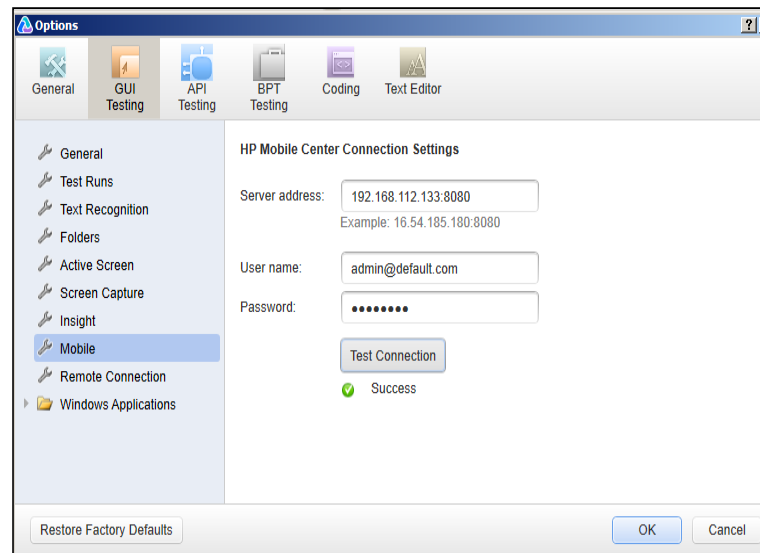 Options
?
General
GUI
Testing
API
Testing
BPT
Testing
Coding
Text Editor
General
Test Runs
Text Recognition
Folders
Active Screen
Screen Capture
Insight
Mobile
Remote Connection
Windows Applications
HP Mobile Center Connection Settings
Server address: 192.168.112.133:8080
Example: 16.54.185.180:8080
User name: admin@default.com
Password: ••••••••
Test Connection
Success
Restore Factory Defaults
OK
Cancel